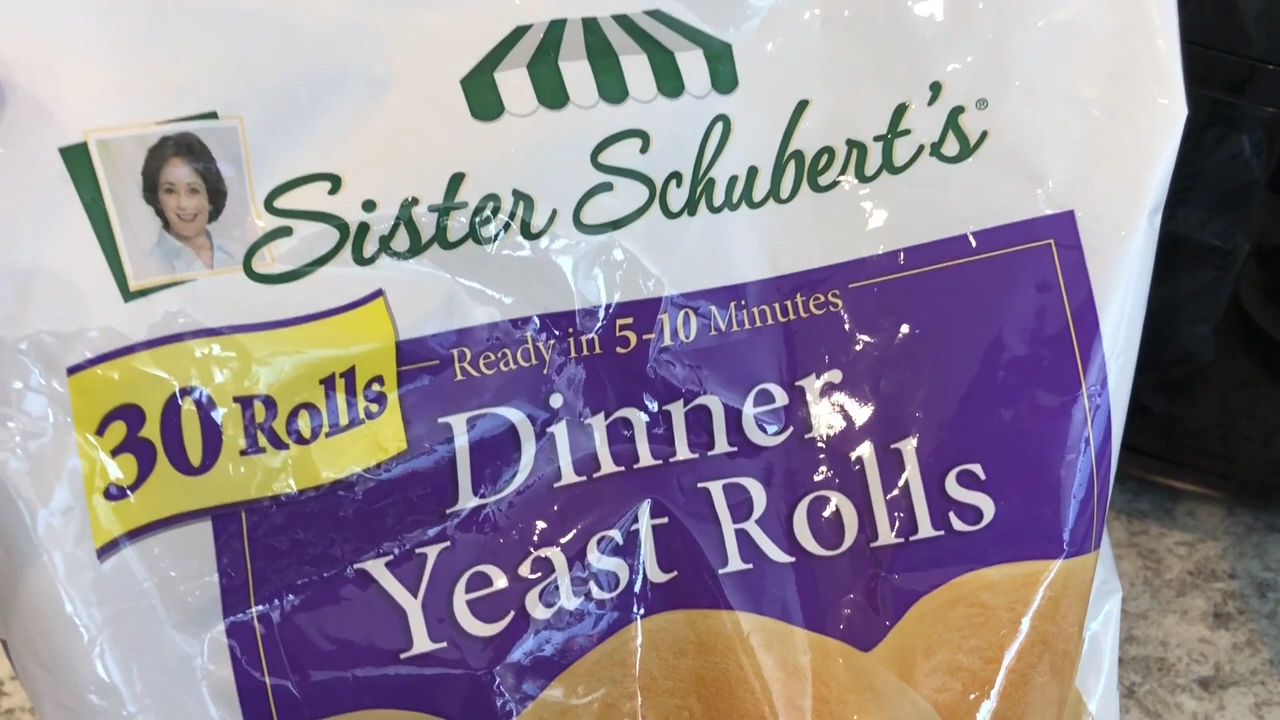 Sister Schubert's®
30 Rolls
Ready in 5-10 Minutes
Dinner
Yeast Rolls